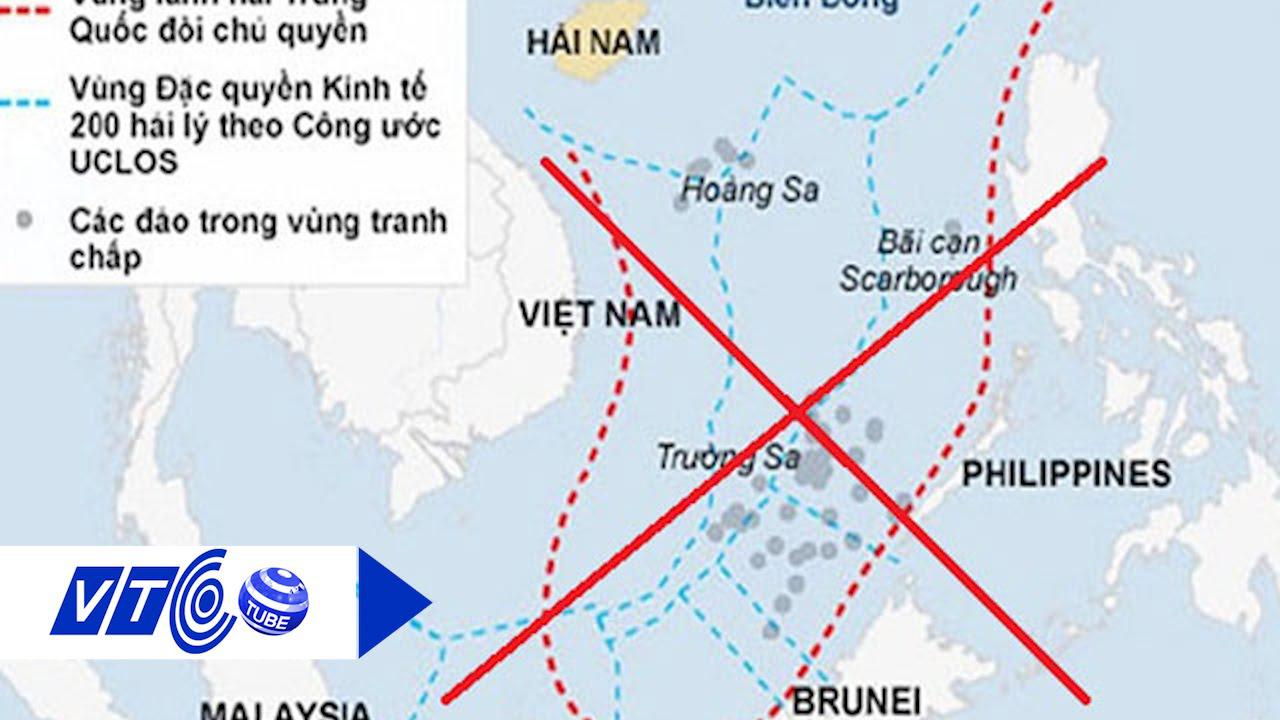 Vùng lãnh hải Trung
Quốc đòi chủ quyền
Vùng Đặc quyền Kinh tế
200 hải lý theo Công ước
UCLOS
Các đảo trong vùng tranh
chấp
Biển Đông
HẢI NAM
Hoàng Sa
Bãi cạn
Scarborough
VIỆT NAM
Trường Sa
PHILIPPINES
VTC
TUBE
MALAYSIA
BRUNEI